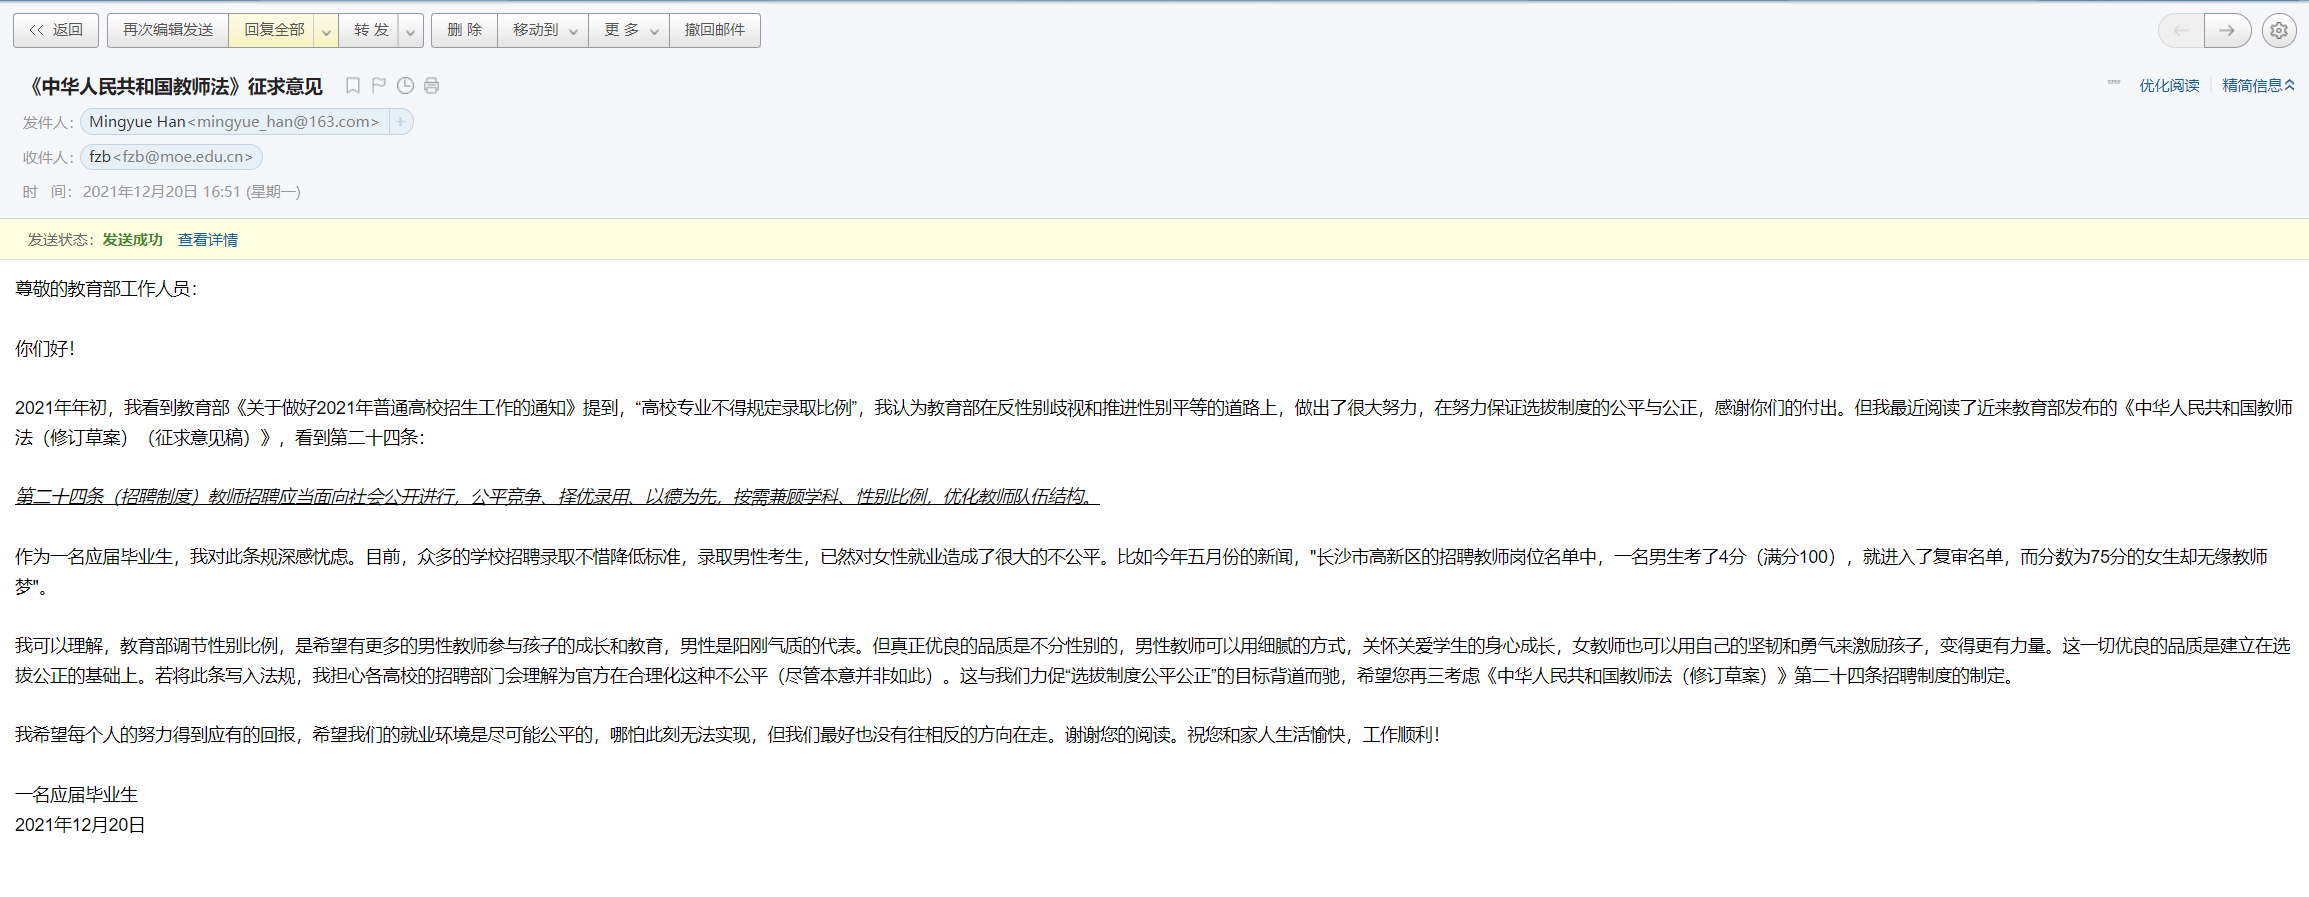 << 返回 再次编辑发送 回复全部 转 发 删 除 移动到 更 多 撤回邮件
《中华人民共和国教师法》征求意见
优化阅读 精简信息
发件人：Mingyue Han<mingyue_han@163.com> +
收件人：fzb<fzb@moe.edu.cn>
时 间：2021年12月20日 16:51 (星期一)
发送状态：发送成功 查看详情
尊敬的教育部工作人员：
你们好！
2021年年初，我看到教育部《关于做好2021年普通高校招生工作的通知》提到，“高校专业不得规定录取比例”，我认为教育部在反性别歧视和推进性别平等的道路上，做出了很大努力，在努力保证选拔制度的公平与公正，感谢你们的付出。但我最近阅读了近来教育部发布的《中华人民共和国教师
法（修订草案）（征求意见稿）》，看到第二十四条：
第二十四条（招聘制度）教师招聘应当面向社会公开进行，公平竞争、择优录用、以德为先，按需兼顾学科、性别比例，优化教师队伍结构。
作为一名应届毕业生，我对此条规深感忧虑。目前，众多的学校招聘录取不惜降低标准，录取男性考生，已然对女性就业造成了很大的不公平。比如今年五月份的新闻，"长沙市高新区的招聘教师岗位名单中，一名男生考了4分（满分100），就进入了复审名单，而分数为75分的女生却无缘教师
梦"。
我可以理解，教育部调节性别比例，是希望有更多的男性教师参与孩子的成长和教育，男性是阳刚气质的代表。但真正优良的品质是不分性别的，男性教师可以用细腻的方式，关怀关爱学生的身心成长，女教师也可以用自己的坚韧和勇气来激励孩子，变得更有力量。这一切优良的品质是建立在选
拔公正的基础上。若将此条写入法规，我担心各高校的招聘部门会理解为官方在合理化这种不公平（尽管本意并非如此）。这与我们力促“选拔制度公平公正”的目标背道而驰，希望您再三考虑《中华人民共和国教师法（修订草案）》第二十四条招聘制度的制定。
我希望每个人的努力得到应有的回报，希望我们的就业环境是尽可能公平的，哪怕此刻无法实现，但我们最好也没有往相反的方向在走。谢谢您的阅读。祝您和家人生活愉快，工作顺利！
一名应届毕业生
2021年12月20日